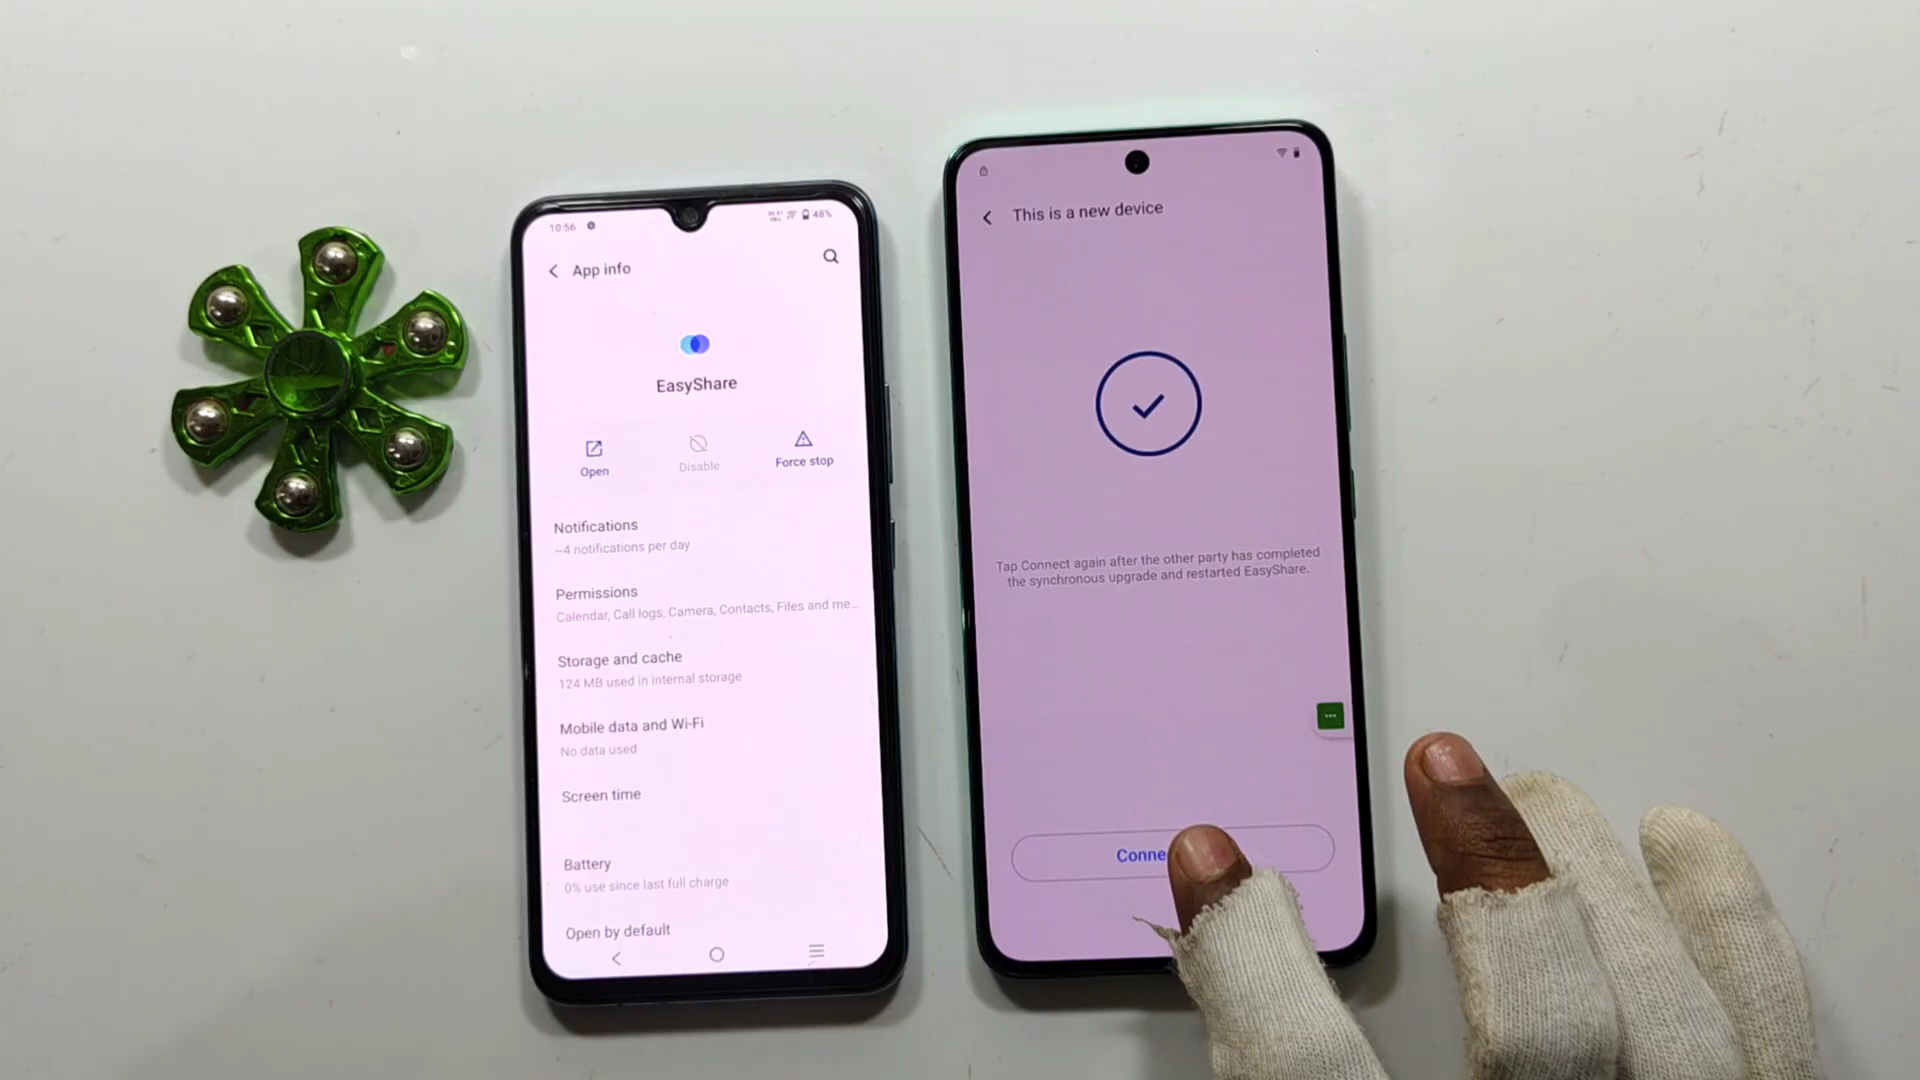 10:56
48%
App info
EasyShare
Open
Disable
Force stop
Notifications
~4 notifications per day
Permissions
Calendar, Call logs, Camera, Contacts, Files and me...
Storage and cache
124 MB used in internal storage
Mobile data and Wi-Fi
No data used
Screen time
Battery
0% use since last full charge
Open by default
This is a new device
Tap Connect again after the other party has completed
the synchronous upgrade and restarted EasyShare.
Conne